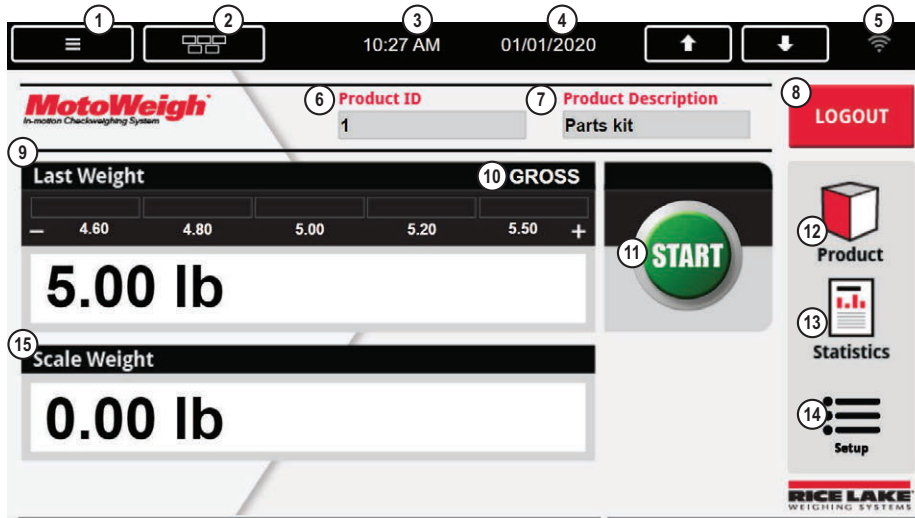 1 2 3 4 5
10:27 AM 01/01/2020
MotoWeigh
In-motion Checkweighing System
6 Product ID 7 Product Description
1 Parts kit
8
LOGOUT
9
Last Weight 10 GROSS
− 4.60 4.80 5.00 5.20 5.50 +
5.00 lb
11 START
12
Product
13
Statistics
14
Setup
15
Scale Weight
0.00 lb
RICE LAKE
WEIGHING SYSTEMS